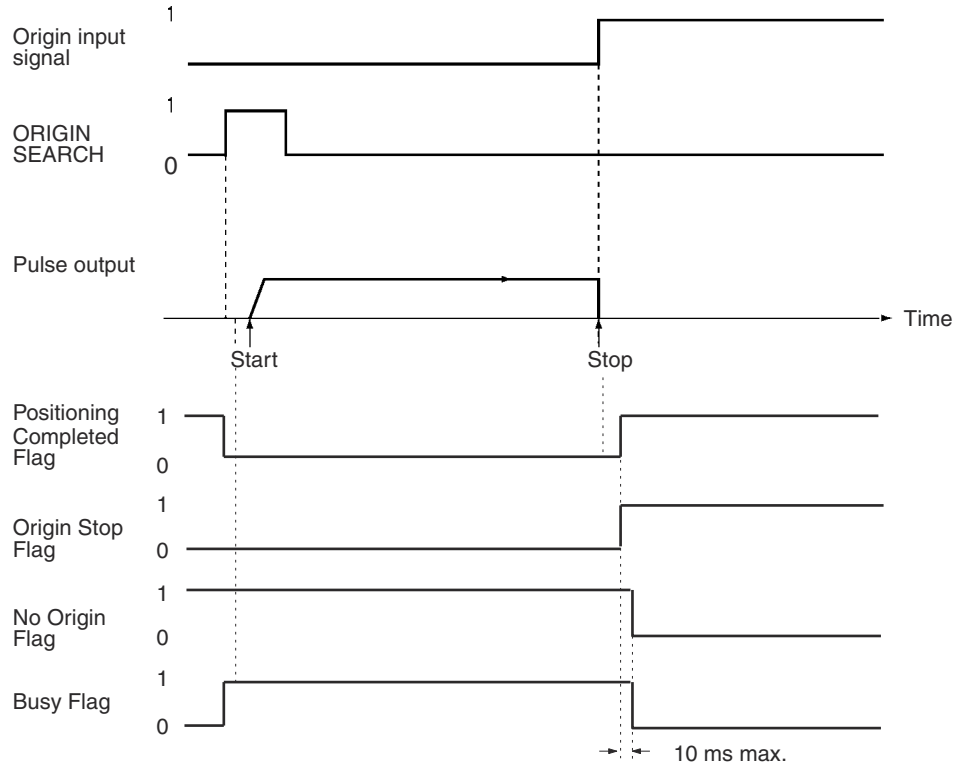 1
Origin input
signal
1
ORIGIN
SEARCH
0
Pulse output
Time
Start
Stop
Positioning
Completed
Flag
1
0
1
Origin Stop
Flag
0
1
No Origin
Flag
0
1
Busy Flag
0
10 ms max.